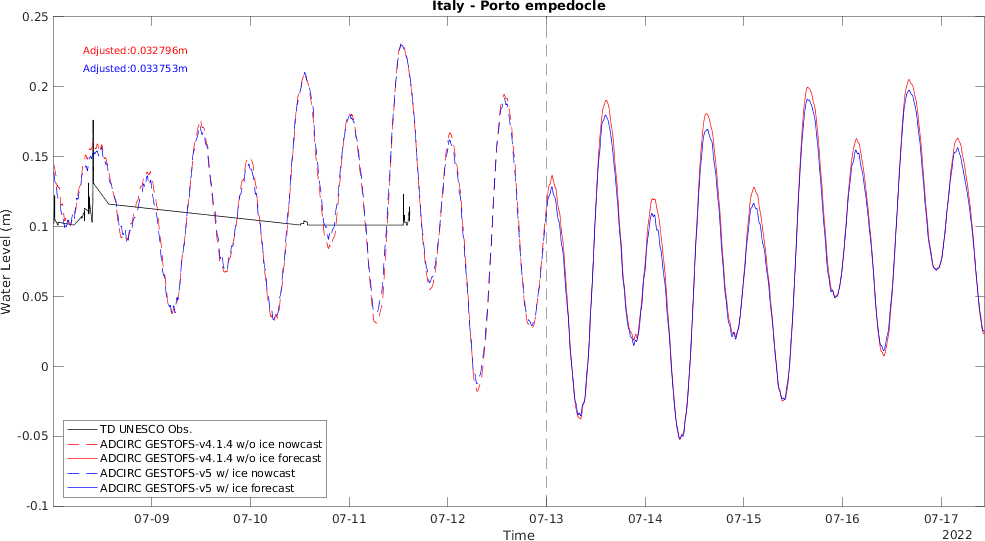 Italy - Porto empedocle
Adjusted:0.032796m
Adjusted:0.033753m
Water Level (m)
0.25
0.2
0.15
0.1
0.05
0
-0.05
-0.1
TD UNESCO Obs.
ADCIRC GESTOFS-v4.1.4 w/o ice nowcast
ADCIRC GESTOFS-v4.1.4 w/o ice forecast
ADCIRC GESTOFS-v5 w/ ice nowcast
ADCIRC GESTOFS-v5 w/ ice forecast
07-09 07-10 07-11 07-12 07-13 07-14 07-15 07-16 07-17
Time
2022